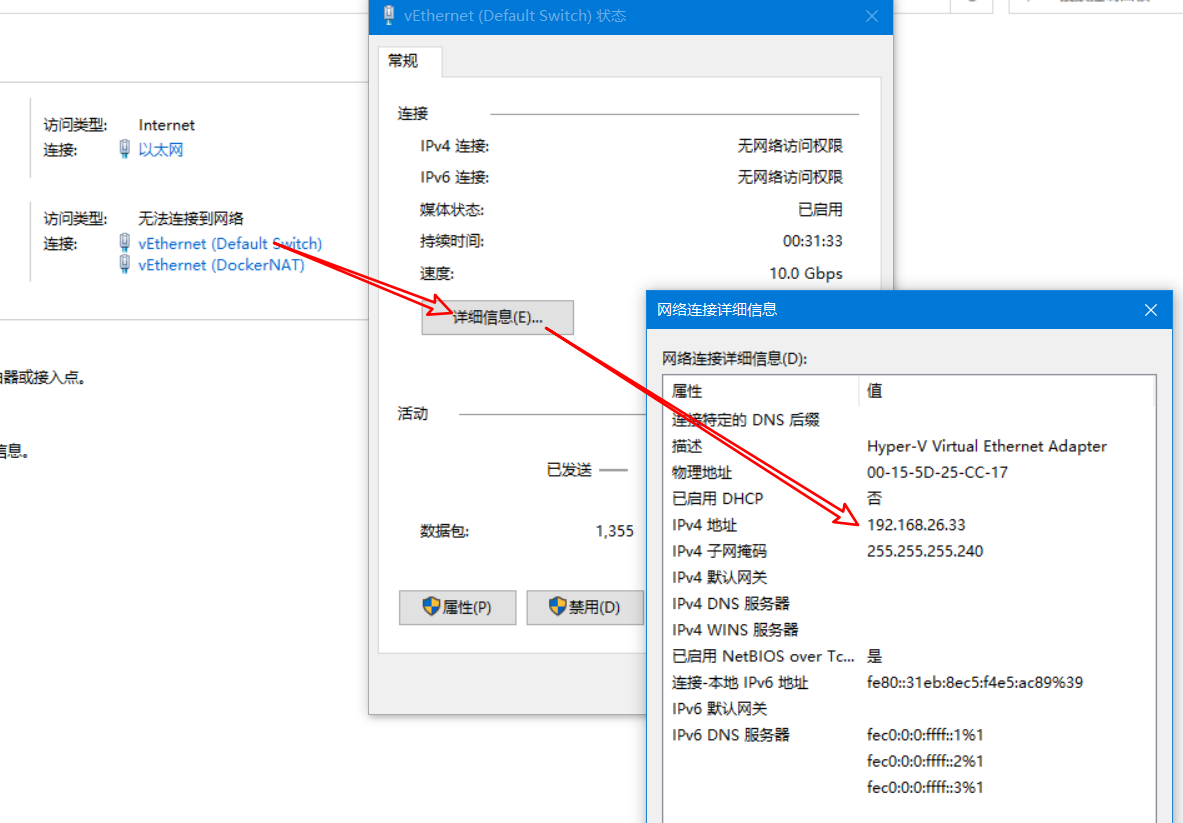 vEthernet (Default Switch) 状态
常规
访问类型: Internet
连接: 以太网
访问类型: 无法连接到网络
连接: vEthernet (Default Switch)
vEthernet (DockerNAT)
器或接入点。
信息。
连接
IPv4 连接: 无网络访问权限
IPv6 连接: 无网络访问权限
媒体状态: 已启用
持续时间: 00:31:33
速度: 10.0 Gbps
详细信息(E)...
活动
已发送
数据包: 1,355
属性(P)
禁用(D)
网络连接详细信息
网络连接详细信息(D):
属性 值
连接特定的 DNS 后缀
描述 Hyper-V Virtual Ethernet Adapter
物理地址 00-15-5D-25-CC-17
已启用 DHCP 否
IPv4 地址 192.168.26.33
IPv4 子网掩码 255.255.255.240
IPv4 默认网关
IPv4 DNS 服务器
IPv4 WINS 服务器
已启用 NetBIOS over Tc... 是
连接-本地 IPv6 地址 fe80::31eb:8ec5:f4e5:ac89%39
IPv6 默认网关
IPv6 DNS 服务器 fec0:0:0:ffff::1%1
fec0:0:0:ffff::2%1
fec0:0:0:ffff::3%1